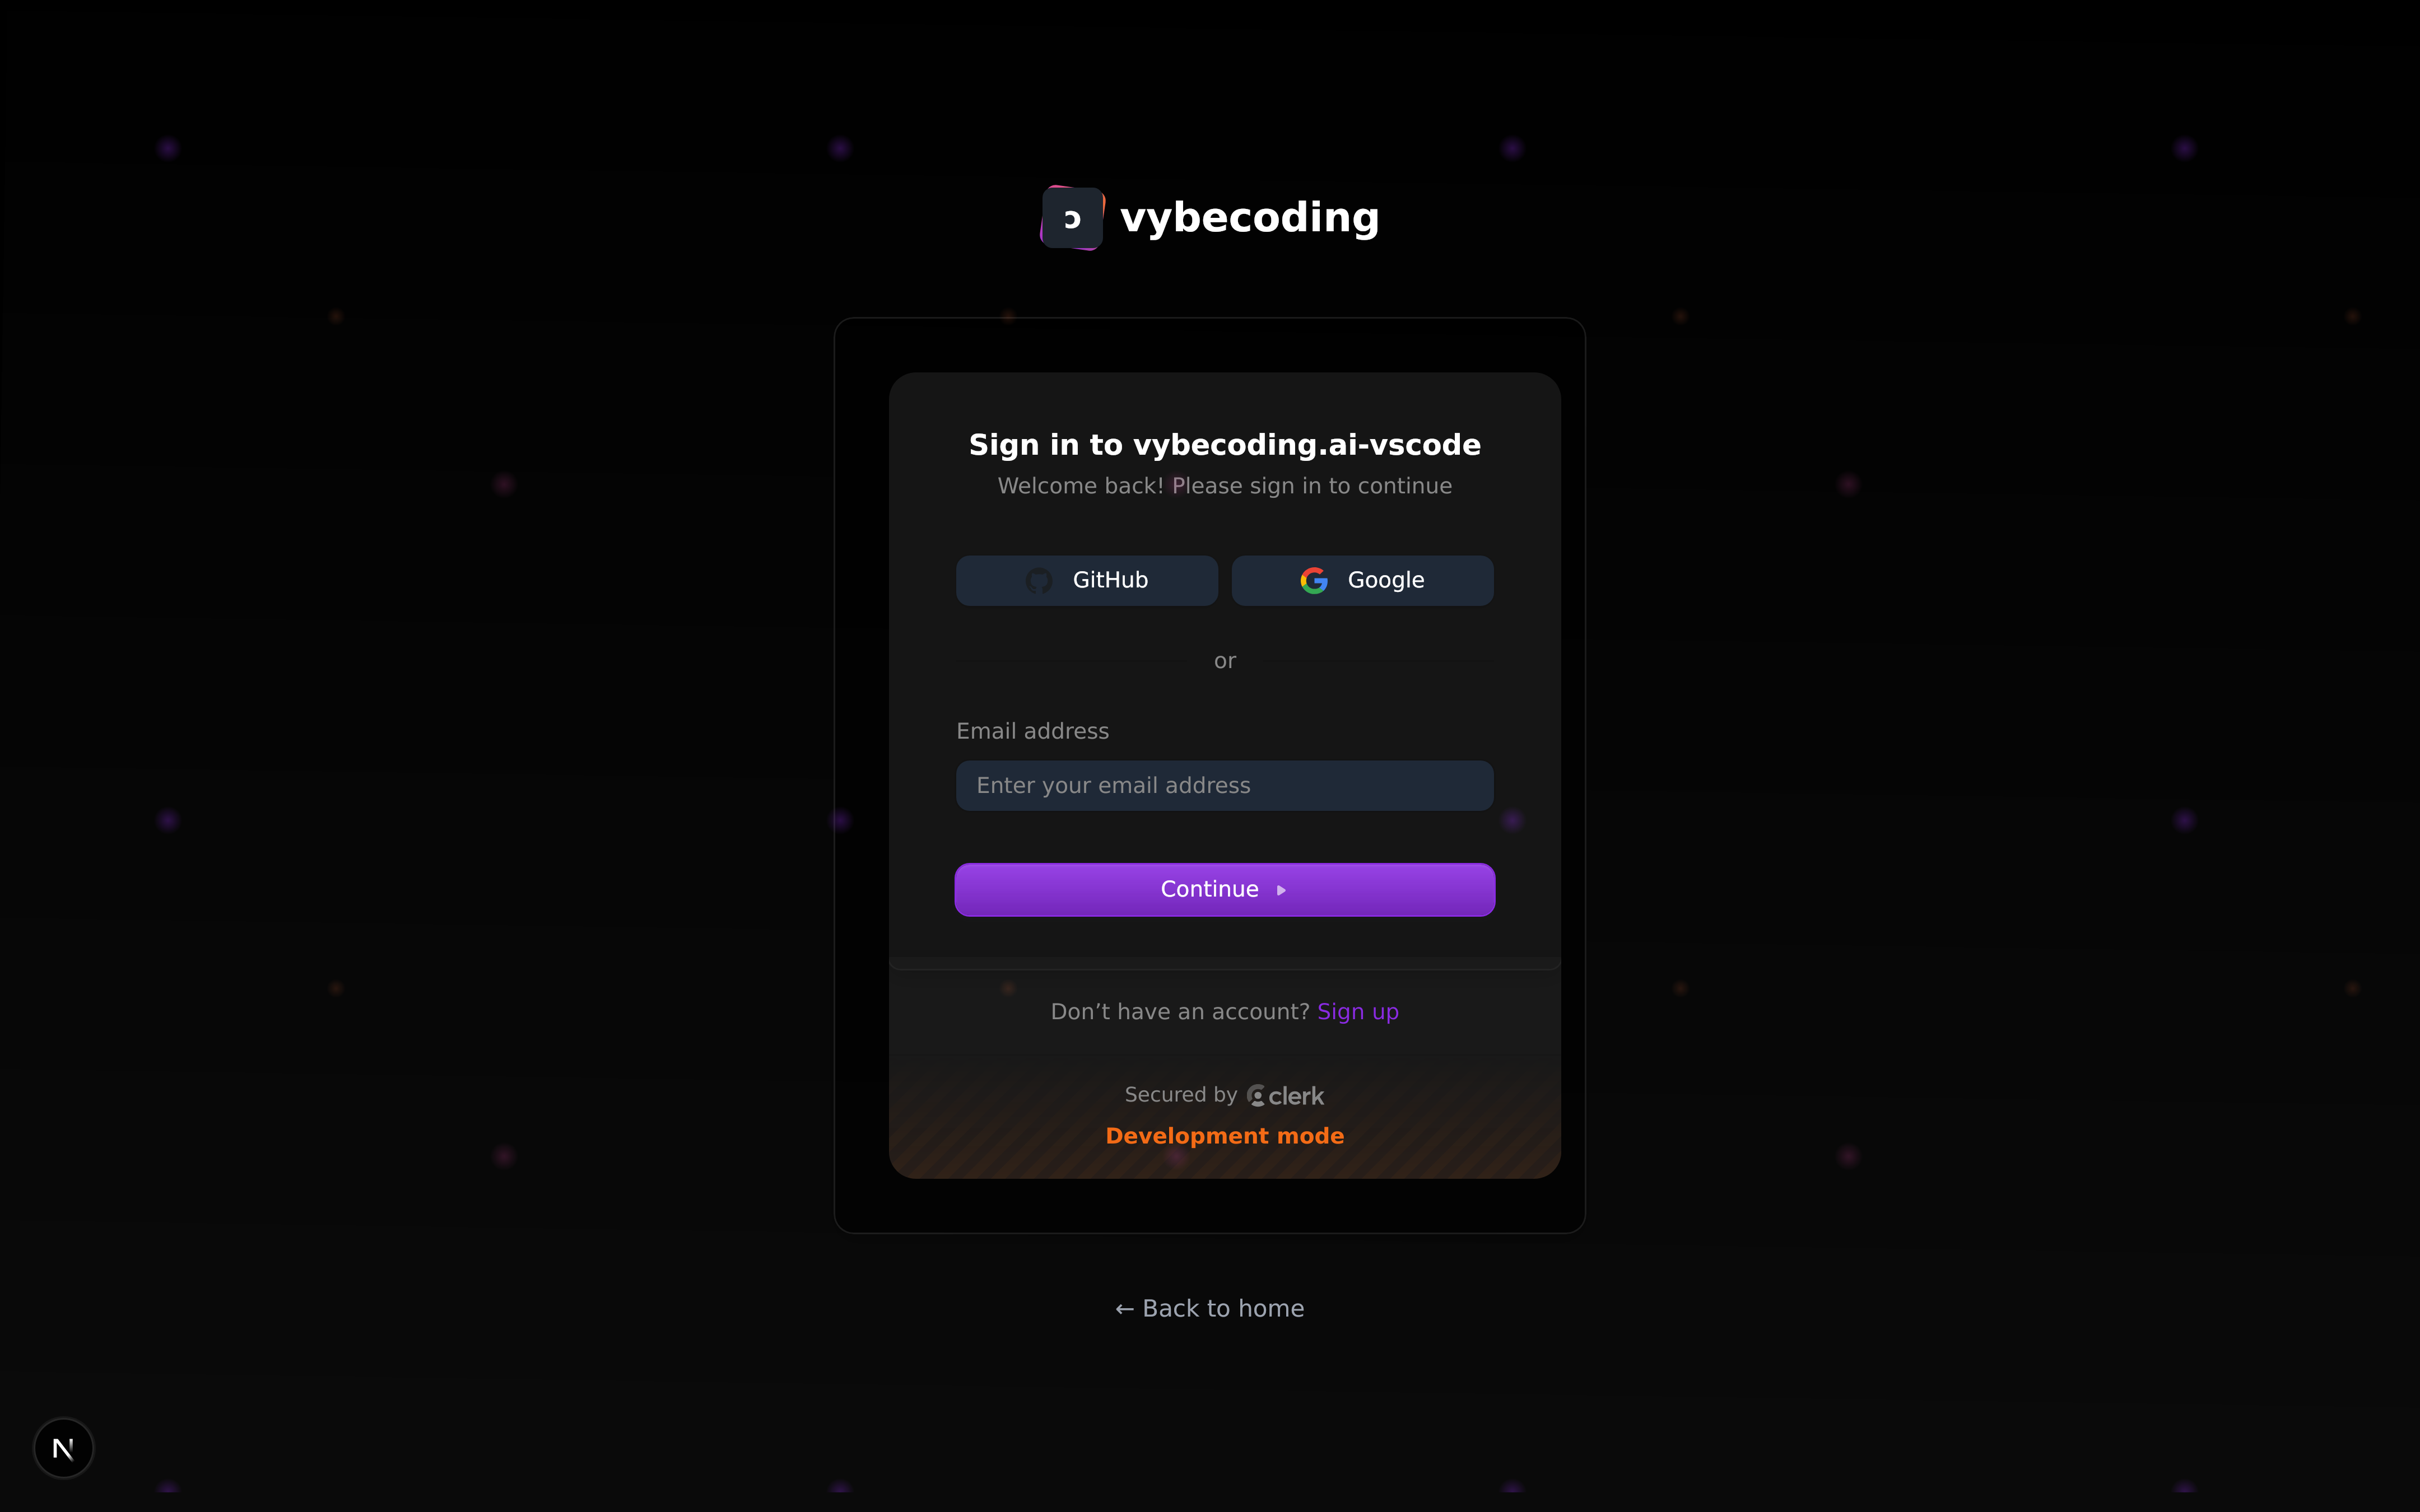 ɔ vybecoding
Sign in to vybecoding.ai-vscode
Welcome back! Please sign in to continue
GitHub Google
or
Email address
Enter your email address
Continue
Don’t have an account? Sign up
Secured by clerk
Development mode
← Back to home
N